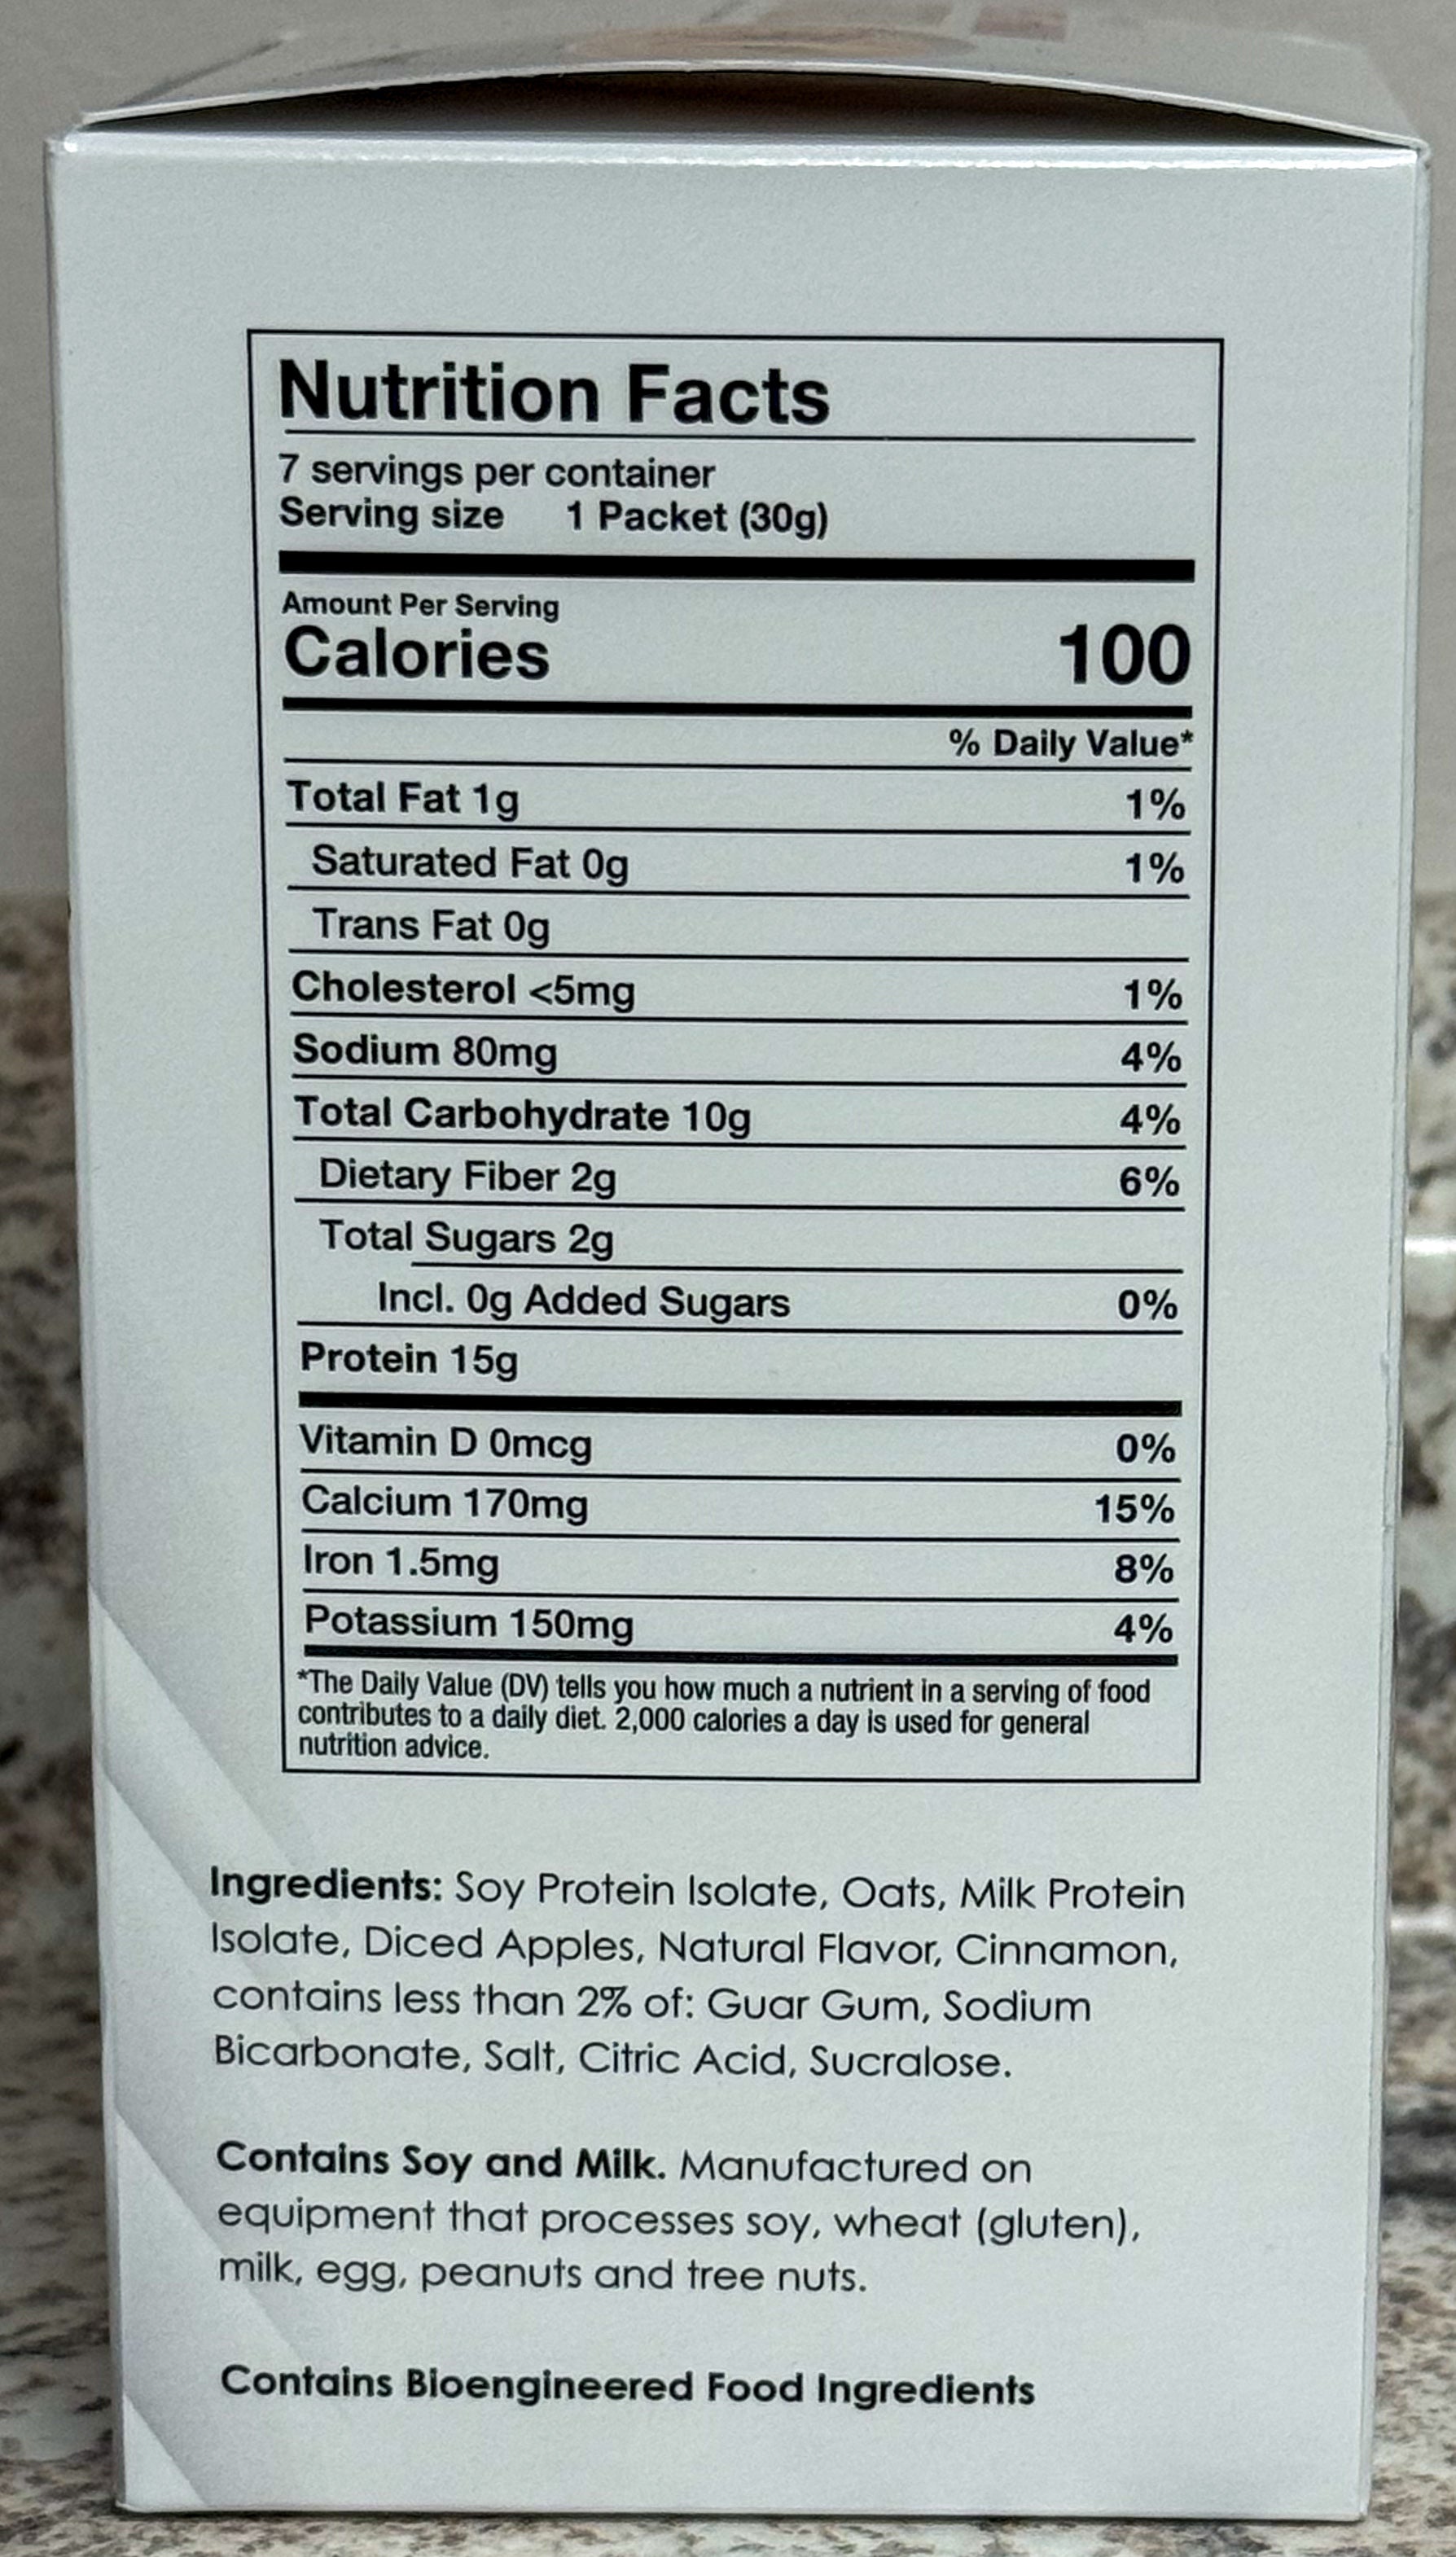 Nutrition Facts
7 servings per container
Serving size 1 Packet (30g)
Amount Per Serving
Calories 100
% Daily Value*
Total Fat 1g 1%
Saturated Fat 0g 1%
Trans Fat 0g
Cholesterol <5mg 1%
Sodium 80mg 4%
Total Carbohydrate 10g 4%
Dietary Fiber 2g 6%
Total Sugars 2g
Incl. 0g Added Sugars 0%
Protein 15g
Vitamin D 0mcg 0%
Calcium 170mg 15%
Iron 1.5mg 8%
Potassium 150mg 4%
*The Daily Value (DV) tells you how much a nutrient in a serving of food
contributes to a daily diet. 2,000 calories a day is used for general
nutrition advice.
Ingredients: Soy Protein Isolate, Oats, Milk Protein
Isolate, Diced Apples, Natural Flavor, Cinnamon,
contains less than 2% of: Guar Gum, Sodium
Bicarbonate, Salt, Citric Acid, Sucralose.
Contains Soy and Milk. Manufactured on
equipment that processes soy, wheat (gluten),
milk, egg, peanuts and tree nuts.
Contains Bioengineered Food Ingredients